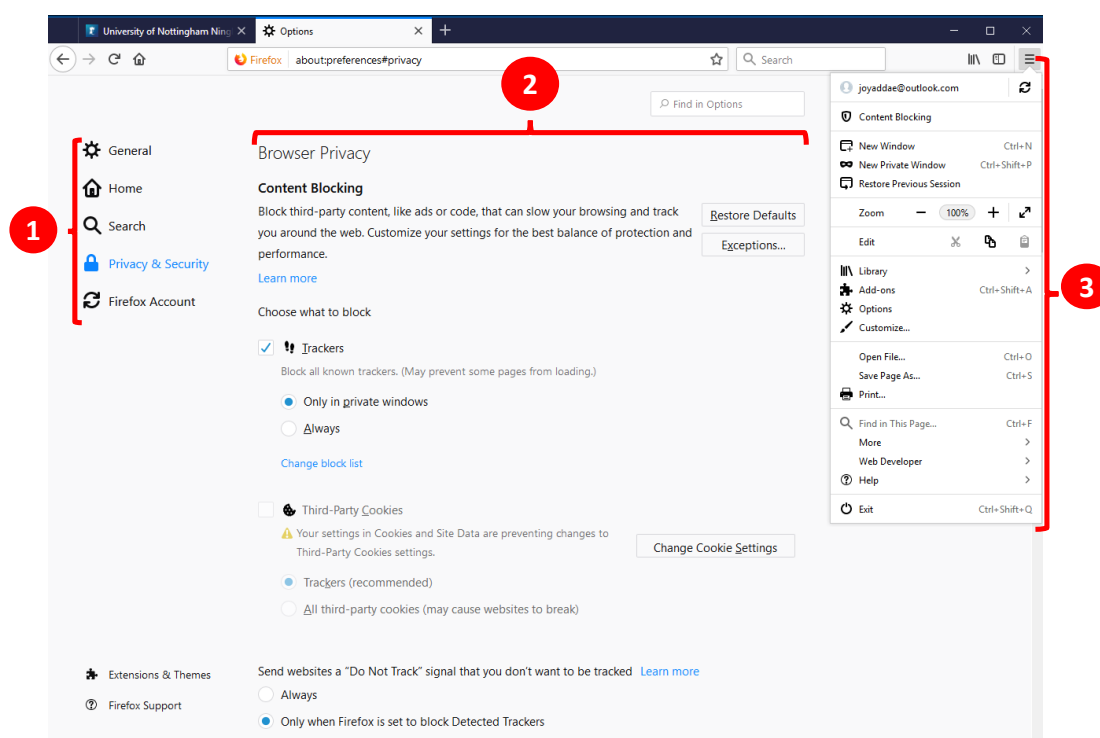 University of Nottingham Ning
Options
Firefox about:preferences#privacy
Search
2
Find in Options
1
General
Home
Search
Privacy & Security
Firefox Account
Extensions & Themes
Firefox Support
Browser Privacy
Content Blocking
Block third-party content, like ads or code, that can slow your browsing and track
you around the web. Customize your settings for the best balance of protection and
performance.
Learn more
Restore Defaults
Exceptions...
Choose what to block
Trackers
Block all known trackers. (May prevent some pages from loading.)
Only in private windows
Always
Change block list
Third-Party Cookies
Your settings in Cookies and Site Data are preventing changes to
Third-Party Cookies settings.
Change Cookie Settings
Trackers (recommended)
All third-party cookies (may cause websites to break)
Send websites a “Do Not Track” signal that you don’t want to be tracked Learn more
Always
Only when Firefox is set to block Detected Trackers
joyaddae@outlook.com
Content Blocking
New Window Ctrl+N
New Private Window Ctrl+Shift+P
Restore Previous Session
Zoom 100%
Edit
Library
Add-ons Ctrl+Shift+A
Options
Customize...
Open File... Ctrl+O
Save Page As... Ctrl+S
Print...
Find in This Page... Ctrl+F
More
Web Developer
Help
Exit Ctrl+Shift+Q
3